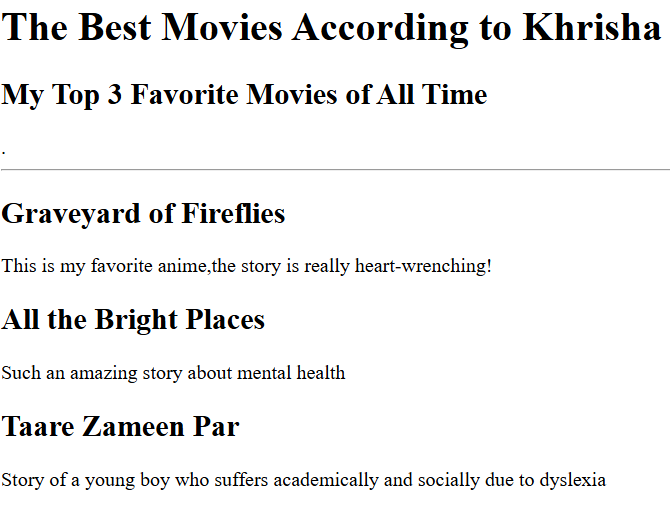 The Best Movies According to Khrisha
My Top 3 Favorite Movies of All Time
.
Graveyard of Fireflies
This is my favorite anime,the story is really heart-wrenching!
All the Bright Places
Such an amazing story about mental health
Taare Zameen Par
Story of a young boy who suffers academically and socially due to dyslexia